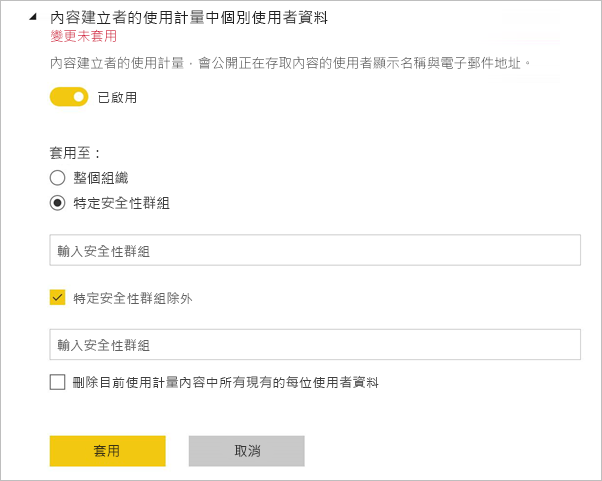 內容建立者的使用計量中個別使用者資料
變更未套用
內容建立者的使用計量，會公開正在存取內容的使用者顯示名稱與電子郵件地址。
已啟用
套用至：
整個組織
特定安全性群組
輸入安全性群組
特定安全性群組除外
輸入安全性群組
刪除目前使用計量內容中所有現有的每位使用者資料
套用
取消